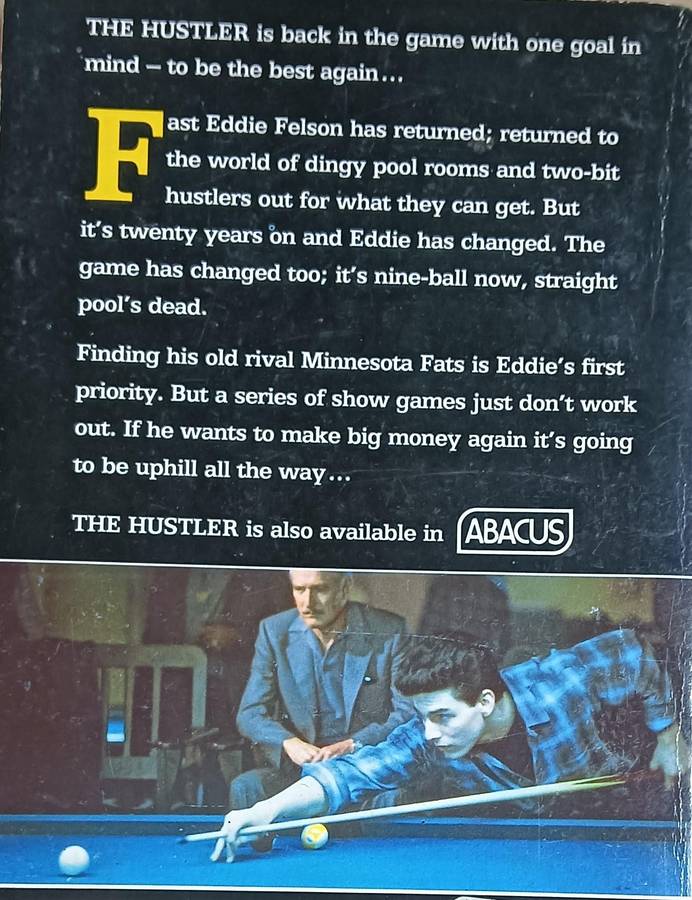 THE HUSTLER is back in the game with one goal in
mind – to be the best again...
Fast Eddie Felson has returned; returned to
the world of dingy pool rooms and two-bit
hustlers out for what they can get. But
it's twenty years on and Eddie has changed. The
game has changed too; it's nine-ball now, straight
pool's dead.
Finding his old rival Minnesota Fats is Eddie's first
priority. But a series of show games just don't work
out. If he wants to make big money again it's going
to be uphill all the way...
THE HUSTLER is also available in ABACUS